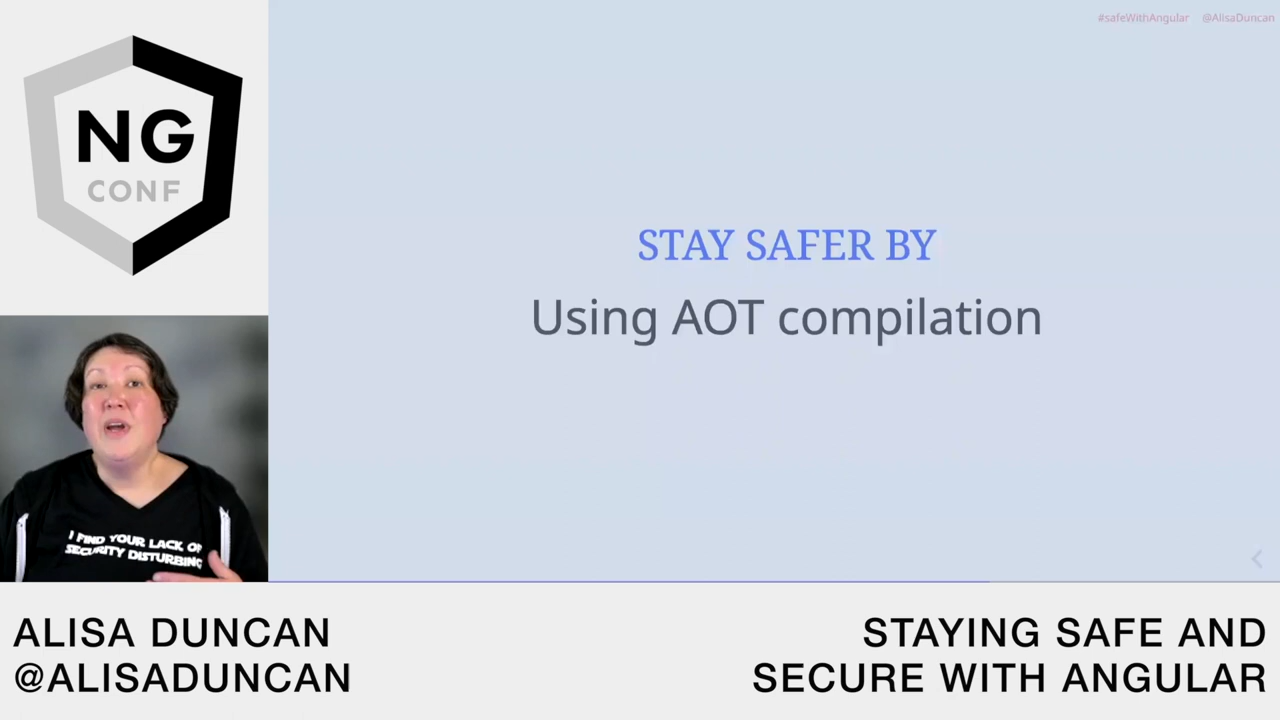 #safeWithAngular @AlisaDuncan
NG
CONF
STAY SAFER BY
Using AOT compilation
I FIND YOUR LACK OF
SECURITY DISTURBING
ALISA DUNCAN
@ALISADUNCAN
STAYING SAFE AND
SECURE WITH ANGULAR